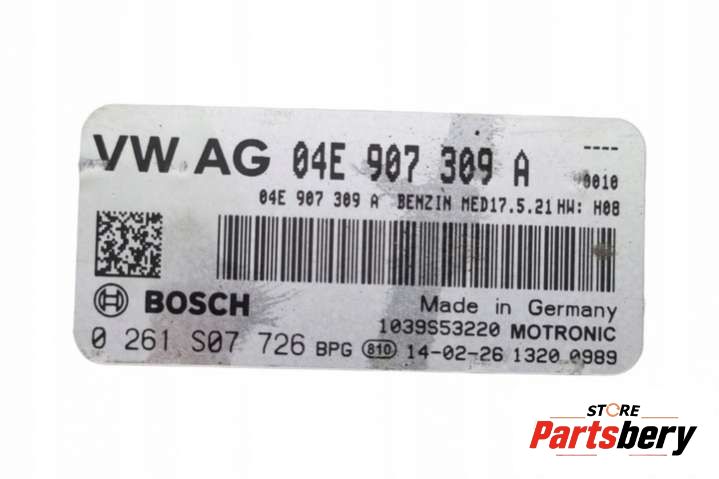 VW AG 04E 907 309 A ----
0010
04E 907 309 A BENZIN MED17.5.21 HW: H08
BOSCH
Made in Germany
1039S53220 MOTRONIC
0 261 S07 726 BPG 810 14-02-26 1320 0989
STORE
Partsbery